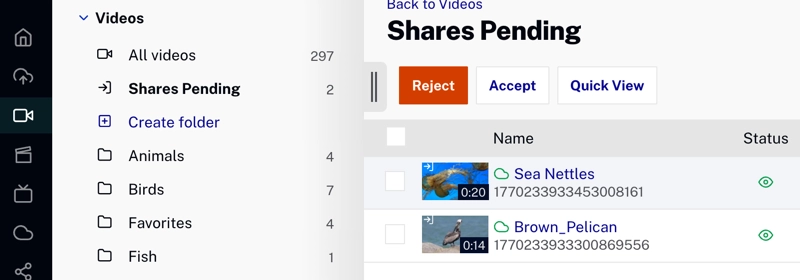 Videos
All videos 297
Shares Pending 2
Create folder
Animals 4
Birds 7
Favorites 4
Fish 1
Back to Videos
Shares Pending
Reject Accept Quick View
Name Status
Sea Nettles
0:20 1770233933453008161
Brown_Pelican
0:14 1770233933300869556